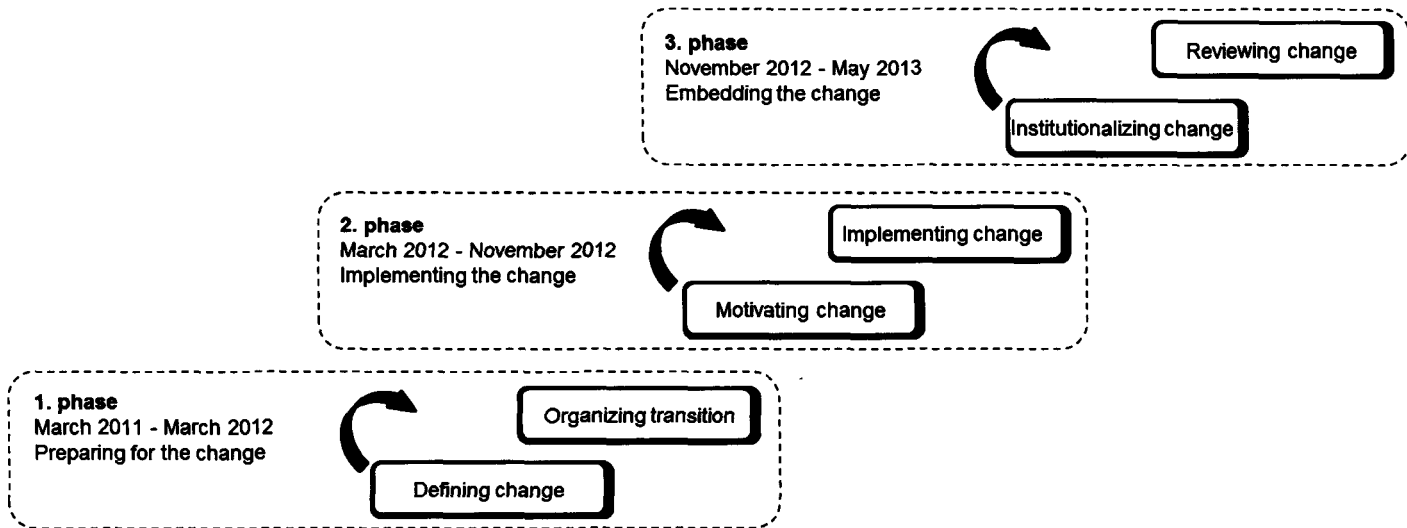 3. phase
November 2012 - May 2013
Embedding the change
Reviewing change
Institutionalizing change
2. phase
March 2012 - November 2012
Implementing the change
Implementing change
Motivating change
1. phase
March 2011 - March 2012
Preparing for the change
Organizing transition
Defining change